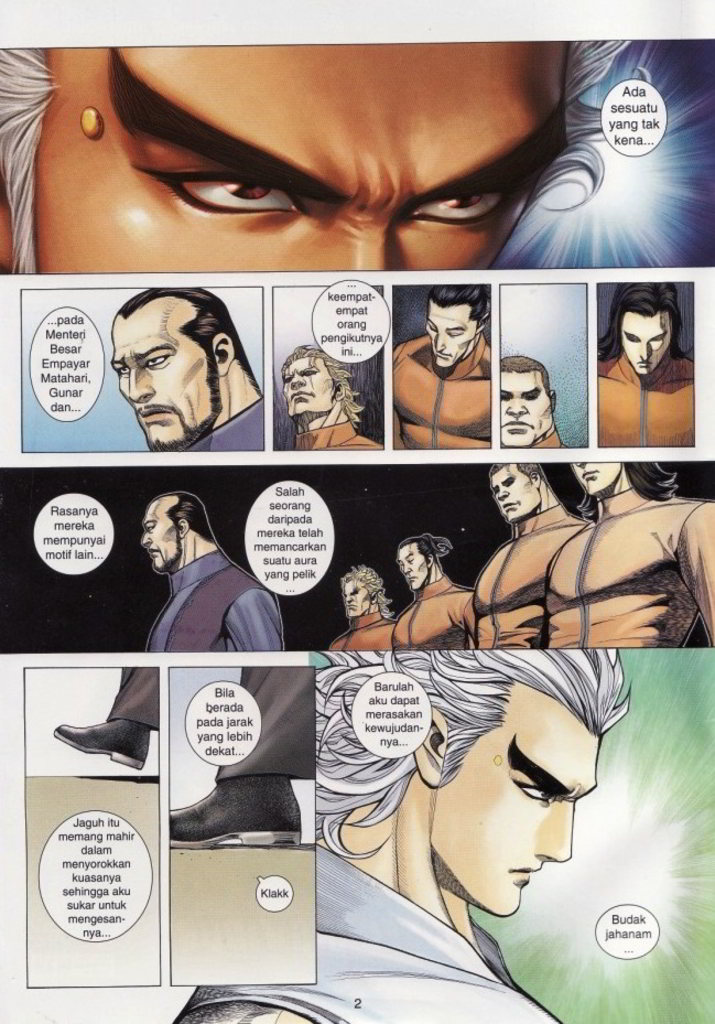 Ada
sesuatu
yang tak
kena...
...pada
Menteri
Besar
Empayar
Matahari,
Gunar
dan...
...
keempat-
empat
orang
pengikutnya
ini...
Rasanya
mereka
mempunyai
motif lain...
Salah
seorang
daripada
mereka telah
memancarkan
suatu aura
yang pelik
...
Jaguh itu
memang mahir
dalam
menyorokkan
kuasanya
sehingga aku
sukar untuk
mengesan-
nya...
Bila
berada
pada jarak
yang lebih
dekat...
Klakk
Barulah
aku dapat
merasakan
kewujudan-
nya...
Budak
jahanam
...
2